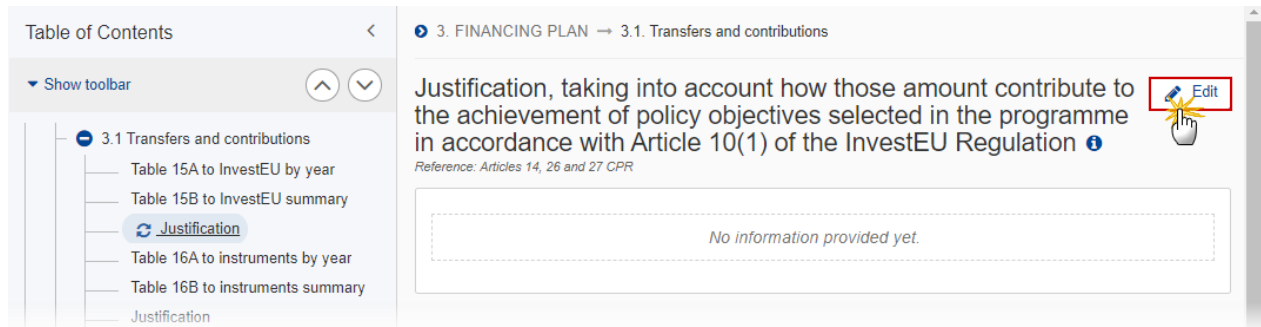 Table of Contents
Show toolbar
3.1 Transfers and contributions
Table 15A to InvestEU by year
Table 15B to InvestEU summary
Justification
Table 16A to instruments by year
Table 16B to instruments summary
Justification
3. FINANCING PLAN → 3.1. Transfers and contributions
Justification, taking into account how those amount contribute to
the achievement of policy objectives selected in the programme
in accordance with Article 10(1) of the InvestEU Regulation
Edit
Reference: Articles 14, 26 and 27 CPR
No information provided yet.